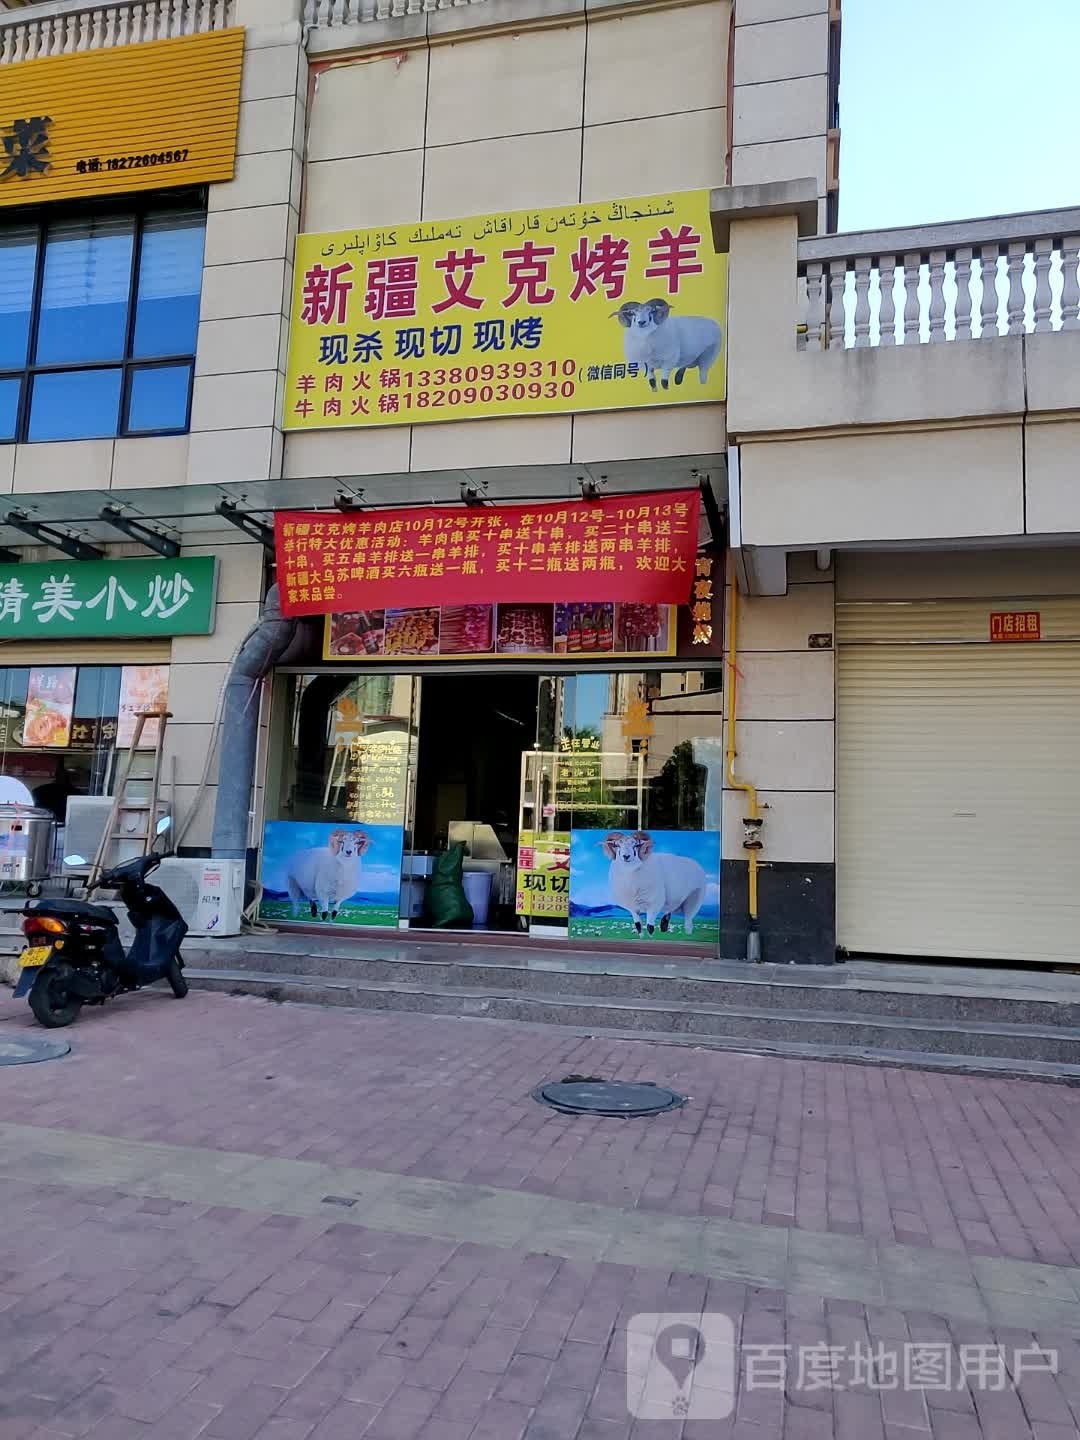 菜
电话: 18272604567
شىنجاڭ خوتەن قاراقاش تەملىك كاۋاپلىرى
新疆艾克烤羊
现杀 现切 现烤
羊肉火锅13380939310(微信同号)
牛肉火锅18209030930
新疆艾克烤羊肉店10月12号开张，在10月12号-10月13号
举行特大优惠活动：羊肉串买十串送十串，买二十串送二
十串，买五串羊排送一串羊排，买十串羊排送两串羊排，
新疆大乌苏啤酒买六瓶送一瓶，买十二瓶送两瓶，欢迎大
家来品尝。
精美小炒
门店招租
正在营业
疆艾
现切
13380
18209
百度地图用户